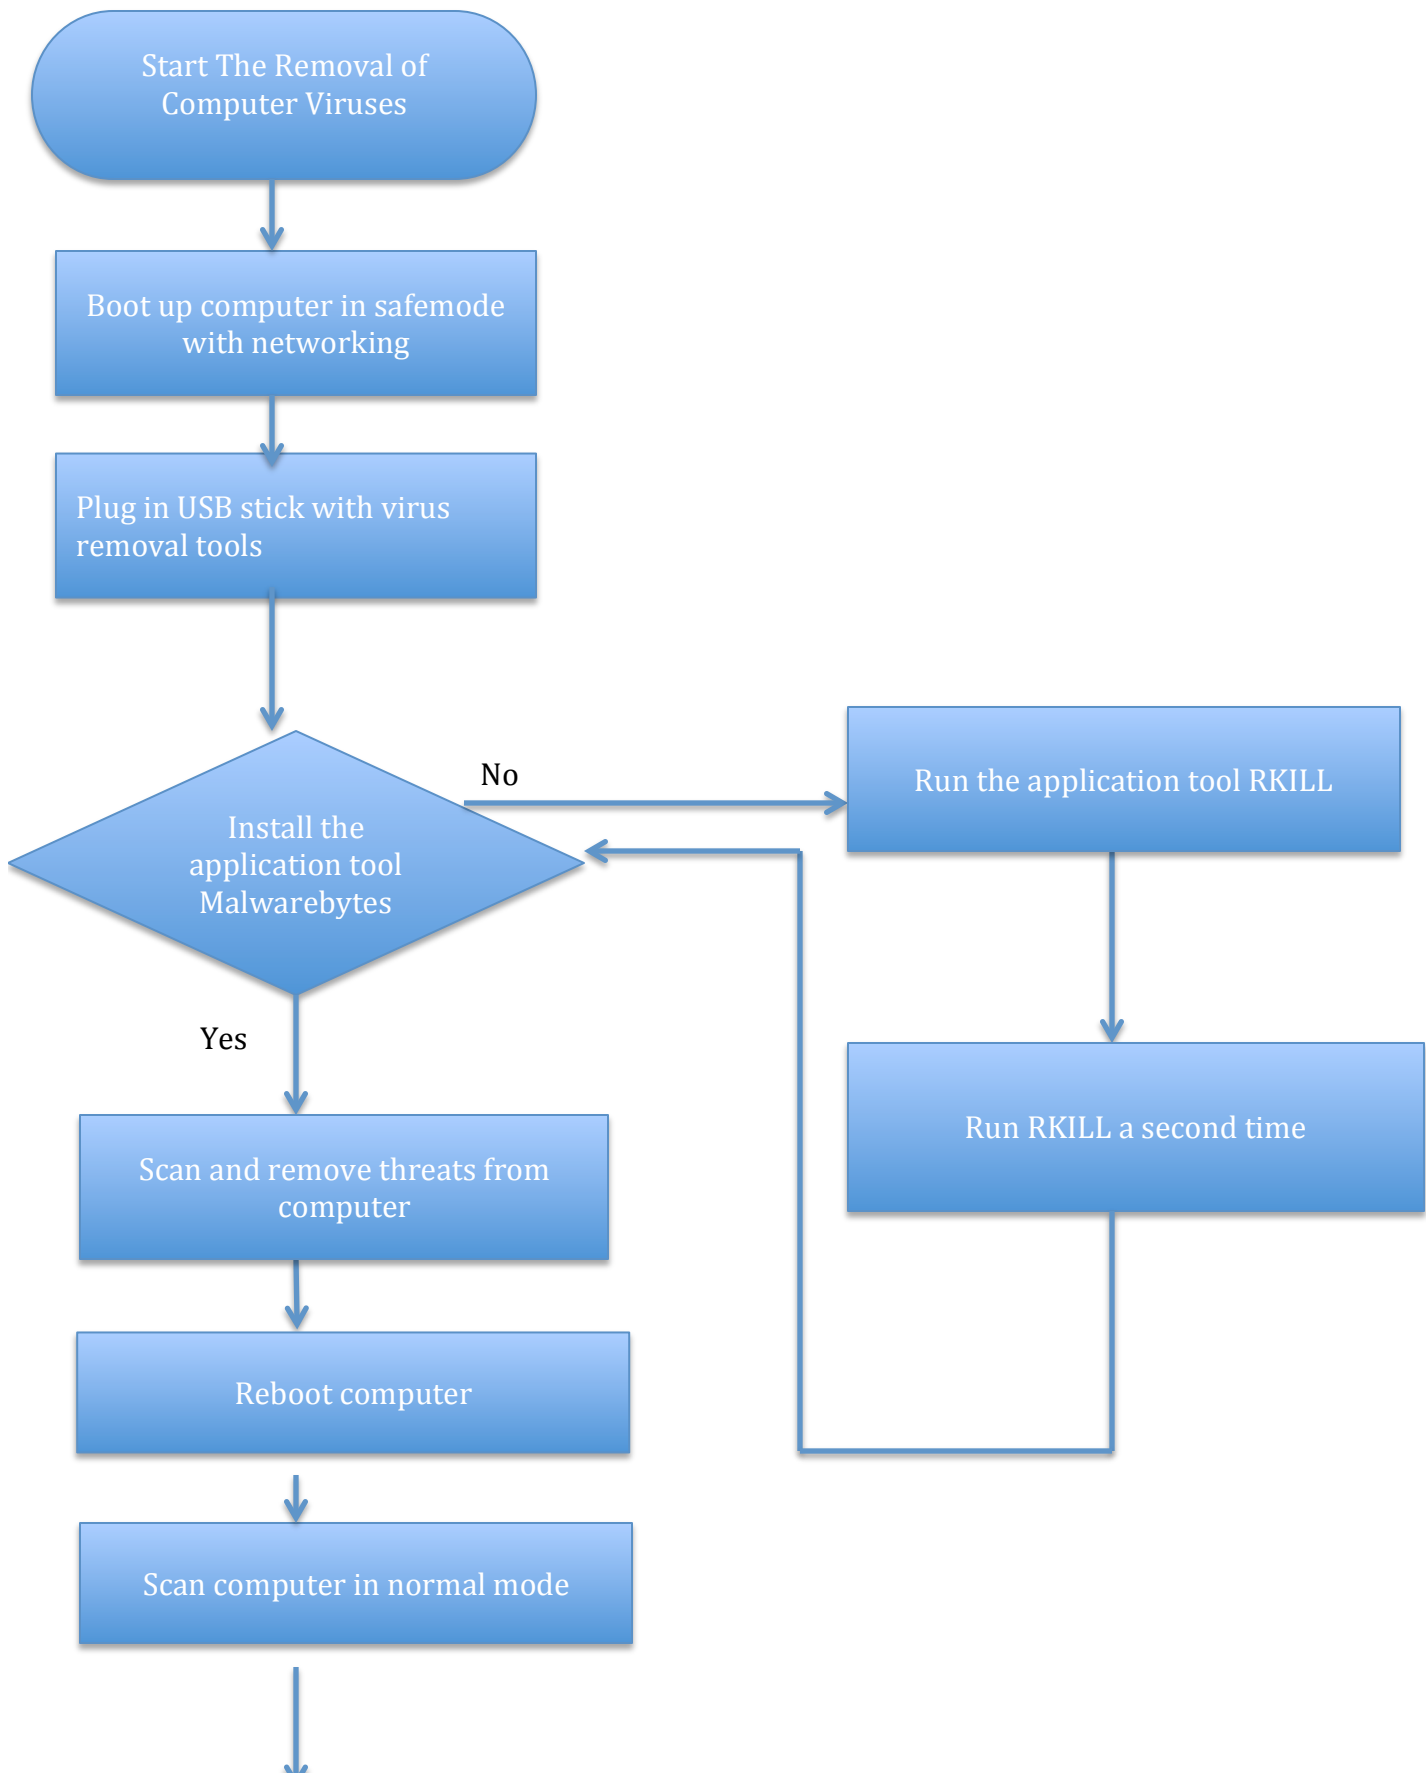 Start The Removal of
Computer Viruses
Boot up computer in safemode
with networking
Plug in USB stick with virus
removal tools
No
Run the application tool RKILL
Install the
application tool
Malwarebytes
Yes
Run RKILL a second time
Scan and remove threats from
computer
Reboot computer
Scan computer in normal mode